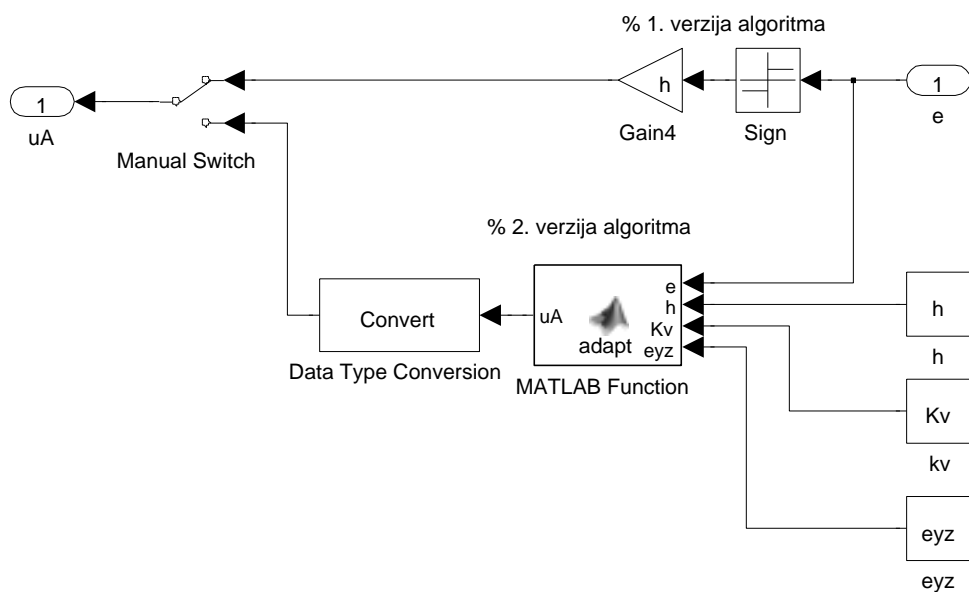 % 1. verzija algoritma
1
uA
Manual Switch
h
Gain4
Sign
1
e
% 2. verzija algoritma
Convert
Data Type Conversion
uA
adapt
e
h
Kv
eyz
MATLAB Function
h
h
Kv
kv
eyz
eyz